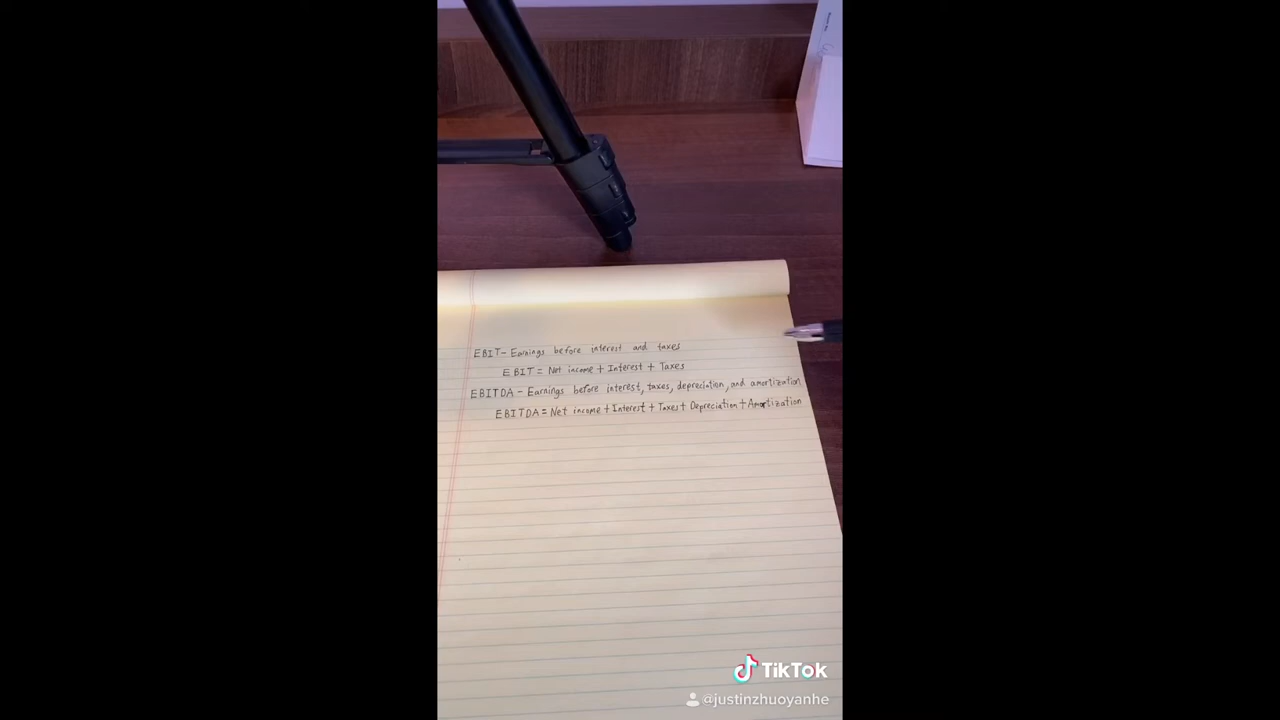 EBIT- Earnings before interest and taxes
EBIT = Net income + Interest + Taxes
EBITDA - Earnings before interest, taxes, depreciation, and amortization
EBITDA = Net income + Interest + Taxes + Depreciation + Amortization
TikTok
@justinzhuoyanhe